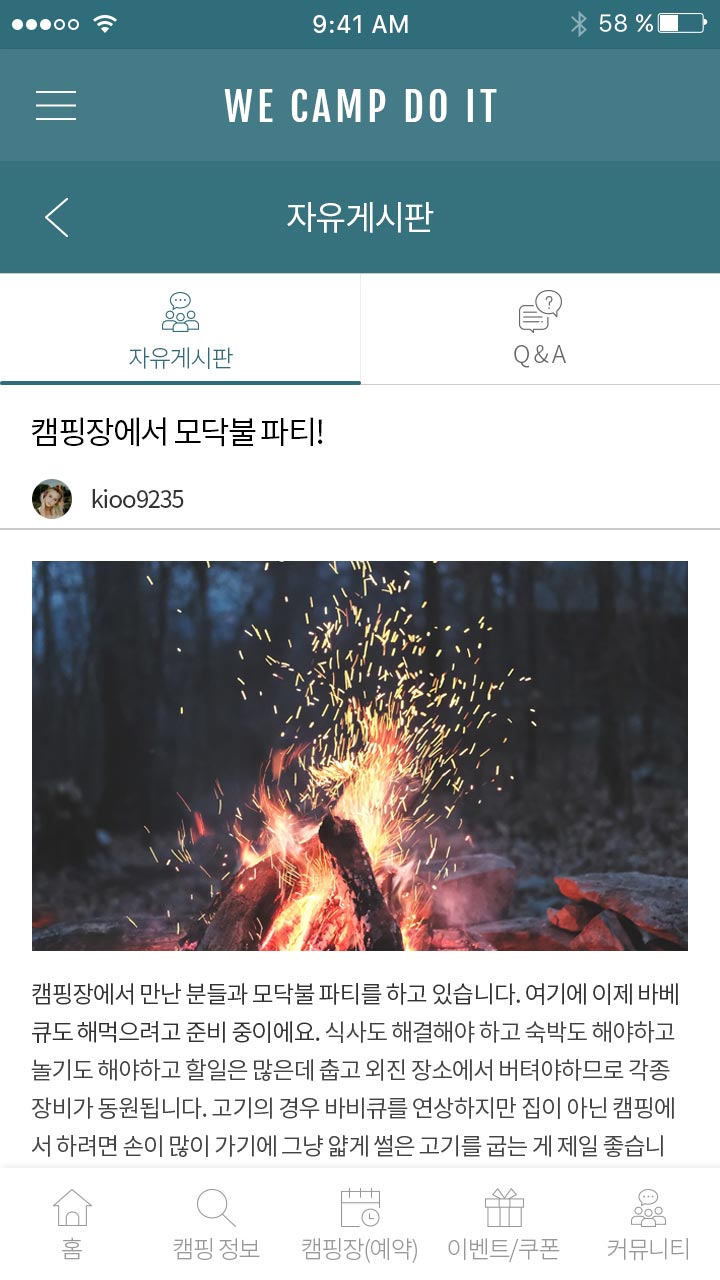 9:41 AM
58 %
WE CAMP DO IT
자유게시판
자유게시판
Q&A
캠핑장에서 모닥불 파티!
kioo9235
캠핑장에서 만난 분들과 모닥불 파티를 하고 있습니다. 여기에 이제 바베
큐도 해먹으려고 준비 중이에요. 식사도 해결해야 하고 숙박도 해야하고
놀기도 해야하고 할일은 많은데 춥고 외진 장소에서 버텨야하므로 각종
장비가 동원됩니다. 고기의 경우 바비큐를 연상하지만 집이 아닌 캠핑에
서 하려면 손이 많이 가기에 그냥 얇게 썰은 고기를 굽는 게 제일 좋습니
홈
캠핑 정보
캠핑장(예약)
이벤트/쿠폰
커뮤니티